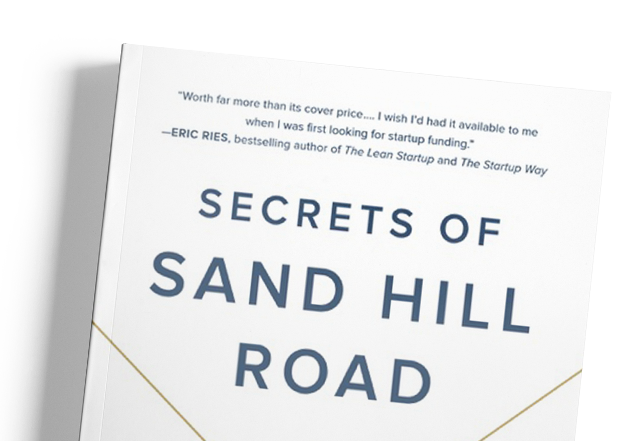 "Worth far more than its cover price.... I wish I'd had it available to me
when I was first looking for startup funding."
—ERIC RIES, bestselling author of The Lean Startup and The Startup Way
SECRETS OF
SAND HILL
ROAD